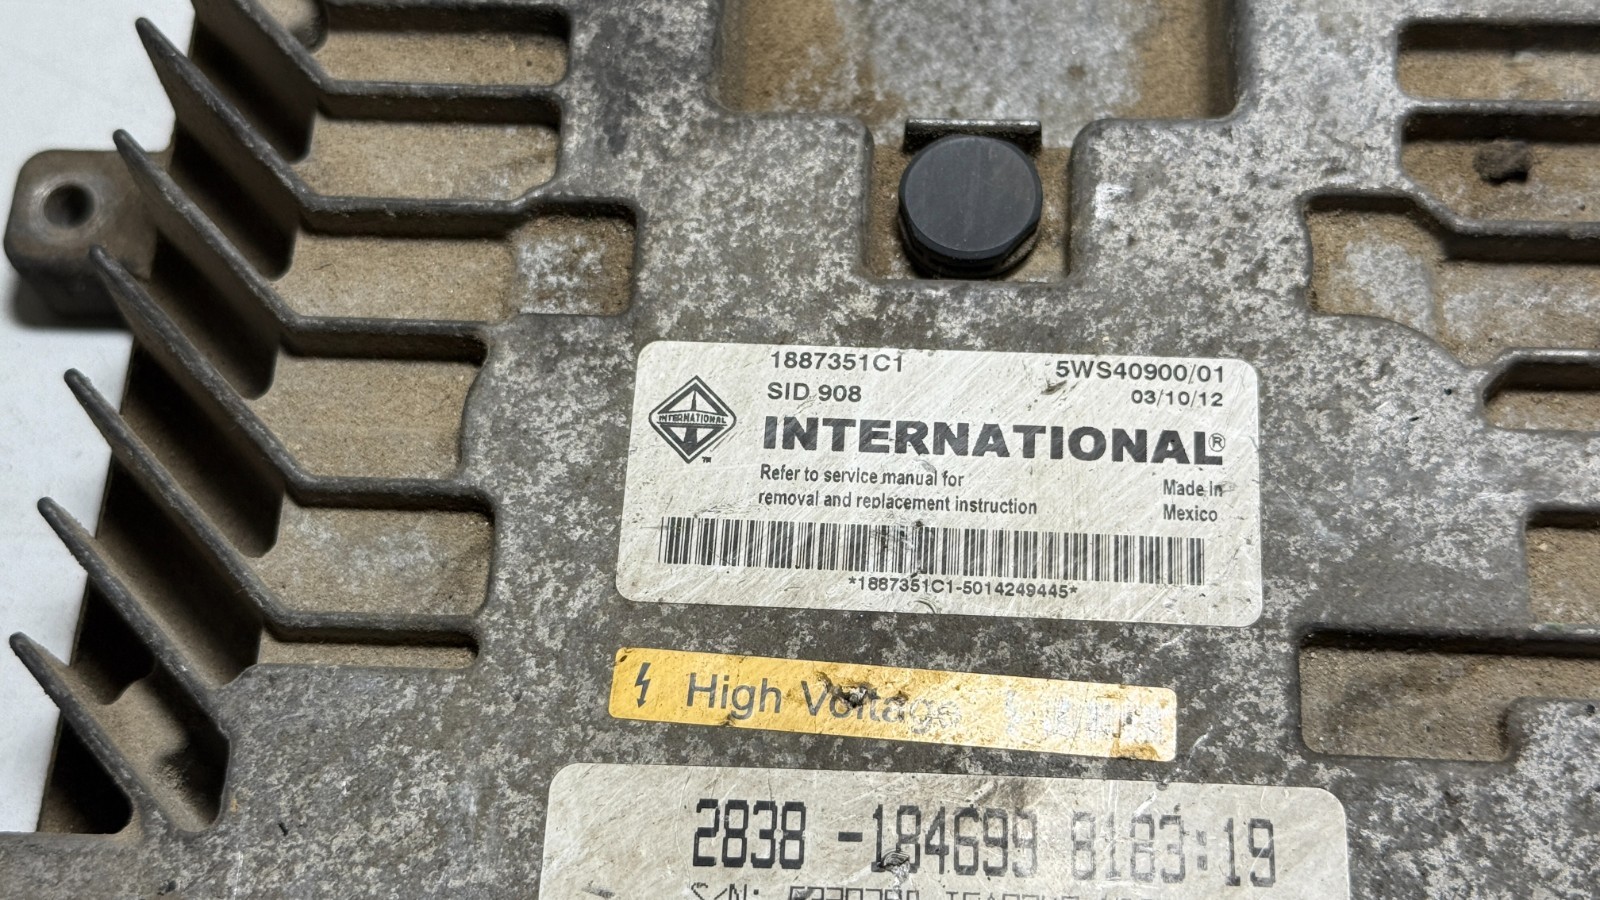 1887351C1 5WS40900/01
SID 908 03/10/12
INTERNATIONAL
TM
INTERNATIONAL®
Refer to service manual for
removal and replacement instruction
Made in
Mexico
*1887351C1-5014249445*
High Voltage
2838 -184699 8183:19
S/N: